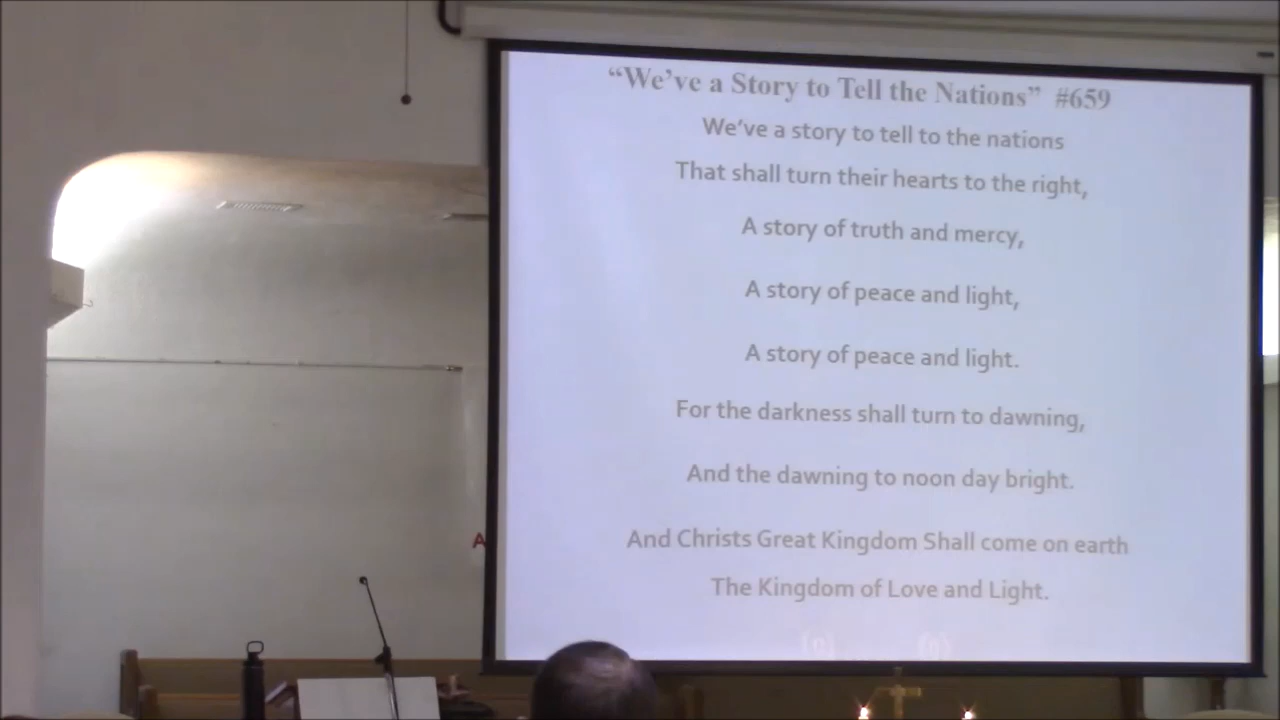 “We’ve a Story to Tell the Nations” #659
We’ve a story to tell to the nations
That shall turn their hearts to the right,
A story of truth and mercy,
A story of peace and light,
A story of peace and light.
For the darkness shall turn to dawning,
And the dawning to noon day bright.
And Christs Great Kingdom Shall come on earth
The Kingdom of Love and Light.
A